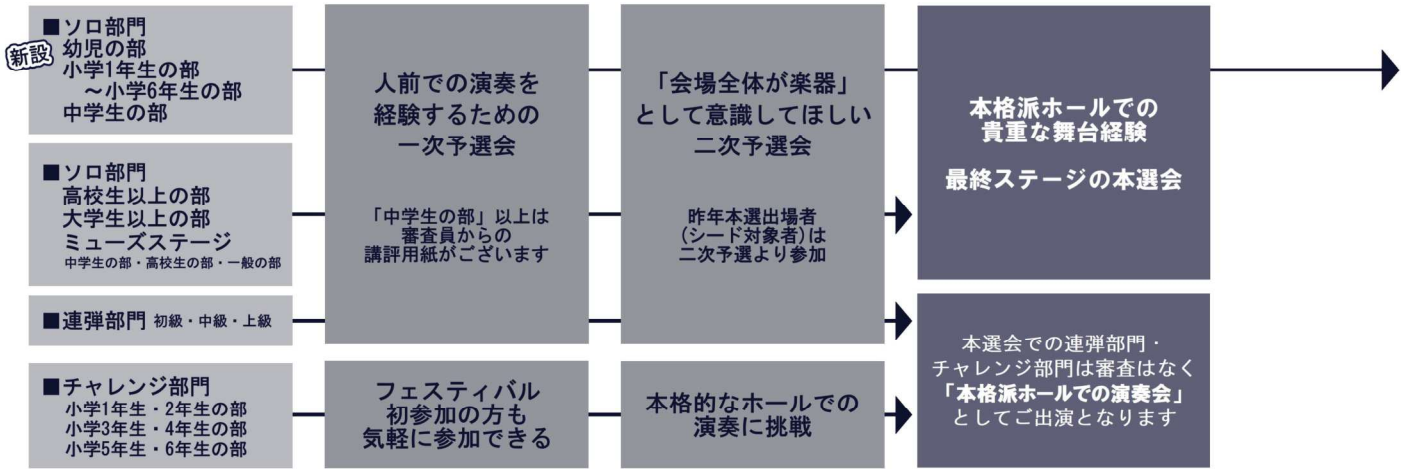 ■ソロ部門
新設
幼児の部
小学1年生の部
～小学6年生の部
中学生の部
■ソロ部門
高校生以上の部
大学生以上の部
ミューズステージ
中学生の部・高校生の部・一般の部
■連弾部門 初級・中級・上級
■チャレンジ部門
小学1年生・2年生の部
小学3年生・4年生の部
小学5年生・6年生の部
人前での演奏を
経験するための
一次予選会
「中学生の部」以上は
審査員からの
講評用紙がございます
フェスティバル
初参加の方も
気軽に参加できる
「会場全体が楽器」
として意識してほしい
二次予選会
昨年本選出場者
(シード対象者)は
二次予選より参加
本格的なホールでの
演奏に挑戦
本格派ホールでの
貴重な舞台経験
最終ステージの本選会
本選会での連弾部門・
チャレンジ部門は審査はなく
「本格派ホールでの演奏会」
としてご出演となります